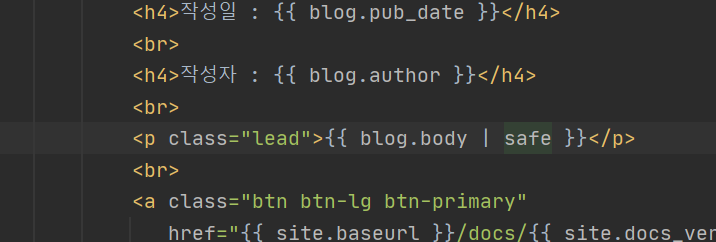 <h4>작성일 : {{ blog.pub_date }}</h4>
<br>
<h4>작성자 : {{ blog.author }}</h4>
<br>
<p class="lead">{{ blog.body | safe }}</p>
<br>
<a class="btn btn-lg btn-primary"
href="{{ site.baseurl }}/docs/{{ site.docs_ver